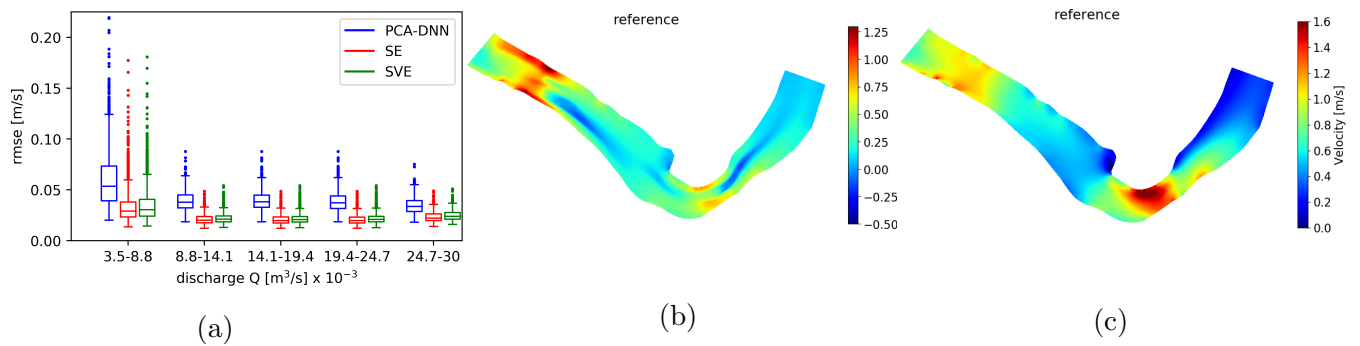 0.20
0.15
0.10
0.05
0.00
rmse [m/s]
PCA-DNN
SE
SVE
3.5-8.8
8.8-14.1
14.1-19.4
19.4-24.7
24.7-30
discharge Q [m³/s] x 10⁻³
(a)
reference
1.25
1.00
0.75
0.50
0.25
0.00
−0.25
−0.50
(b)
reference
1.6
1.4
1.2
1.0
0.8
0.6
0.4
0.2
0.0
Velocity [m/s]
(c)